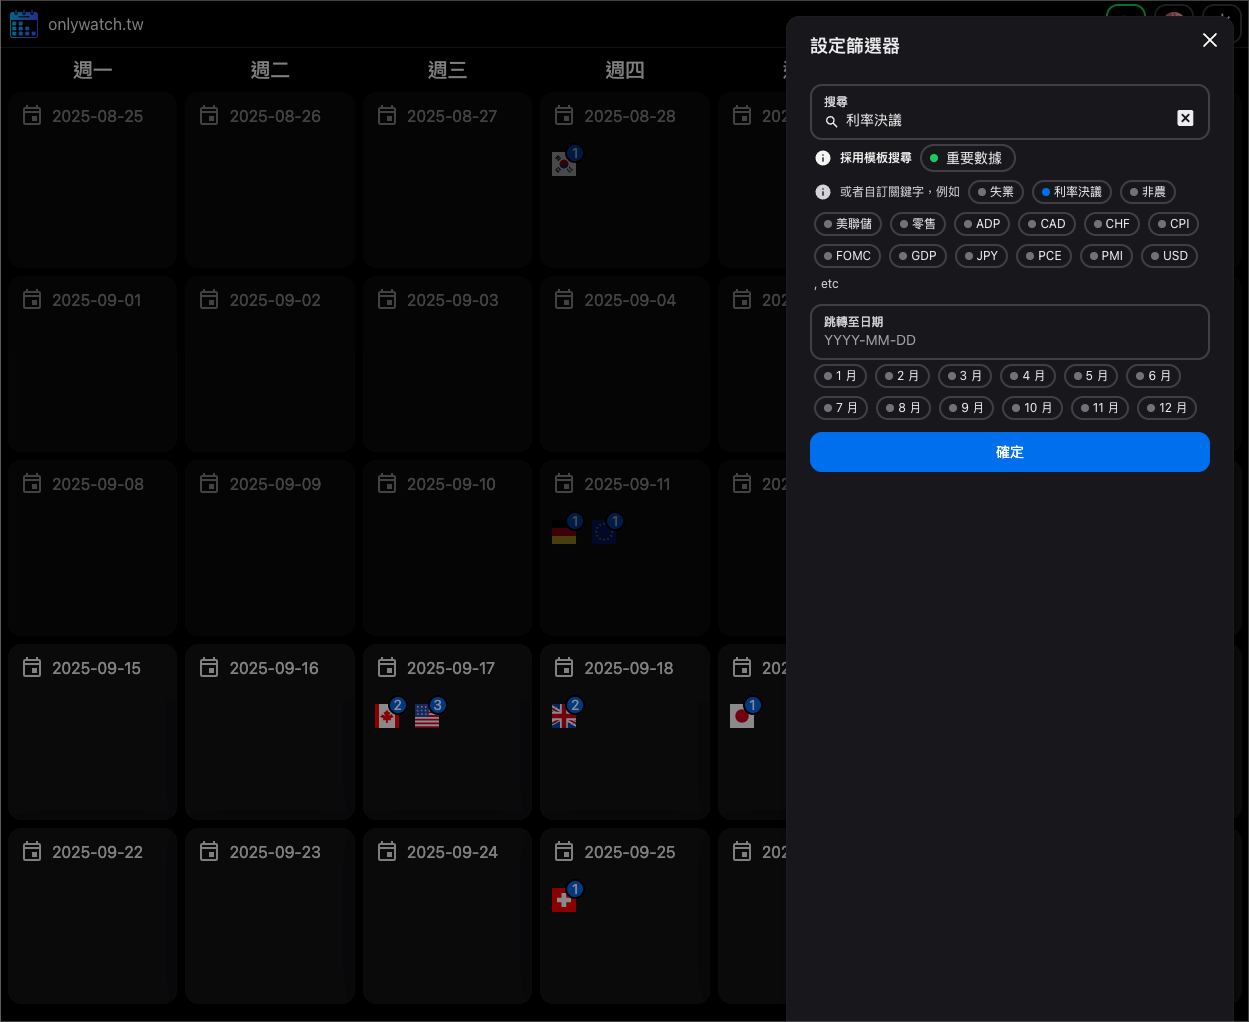 onlywatch.tw
週一 週二 週三 週四
2025-08-25 2025-08-26 2025-08-27 2025-08-28 202
1
2025-09-01 2025-09-02 2025-09-03 2025-09-04 202
2025-09-08 2025-09-09 2025-09-10 2025-09-11 202
1 1
2025-09-15 2025-09-16 2025-09-17 2025-09-18 202
2 3 2 1
2025-09-22 2025-09-23 2025-09-24 2025-09-25 202
1
設定篩選器
搜尋
利率決議
採用模板搜尋 重要數據
或者自訂關鍵字，例如 失業 利率決議 非農
美聯儲 零售 ADP CAD CHF CPI
FOMC GDP JPY PCE PMI USD
, etc
跳轉至日期
YYYY-MM-DD
1 月 2 月 3 月 4 月 5 月 6 月
7 月 8 月 9 月 10 月 11 月 12 月
確定